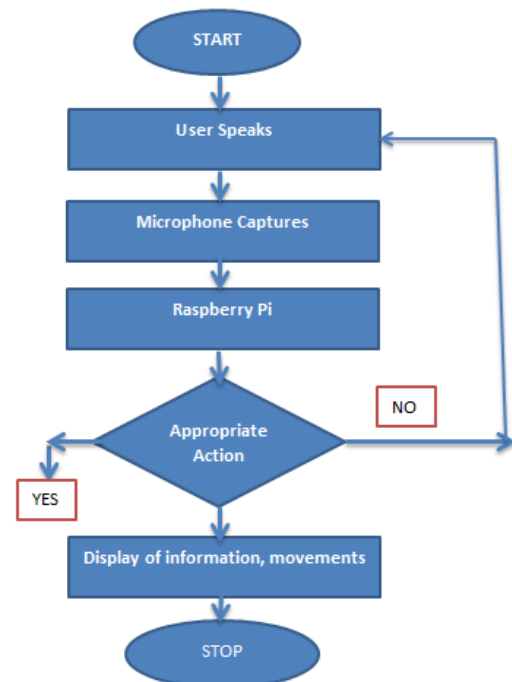 START
User Speaks
Microphone Captures
Raspberry Pi
NO
Appropriate
Action
YES
Display of information, movements
STOP